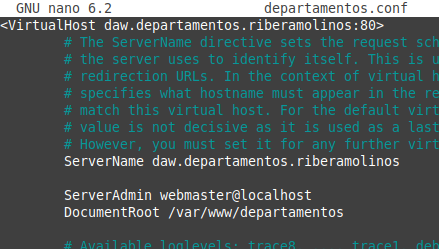 GNU nano 6.2 departamentos.conf
<VirtualHost daw.departamentos.riberamolinos:80>
# The ServerName directive sets the request sch
# the server uses to identify itself. This is u
# redirection URLs. In the context of virtual h
# specifies what hostname must appear in the re
# match this virtual host. For the default virt
# value is not decisive as it is used as a last
# However, you must set it for any further virt
ServerName daw.departamentos.riberamolinos
ServerAdmin webmaster@localhost
DocumentRoot /var/www/departamentos
# Available loglevels: trace8, ..., trace1, deb